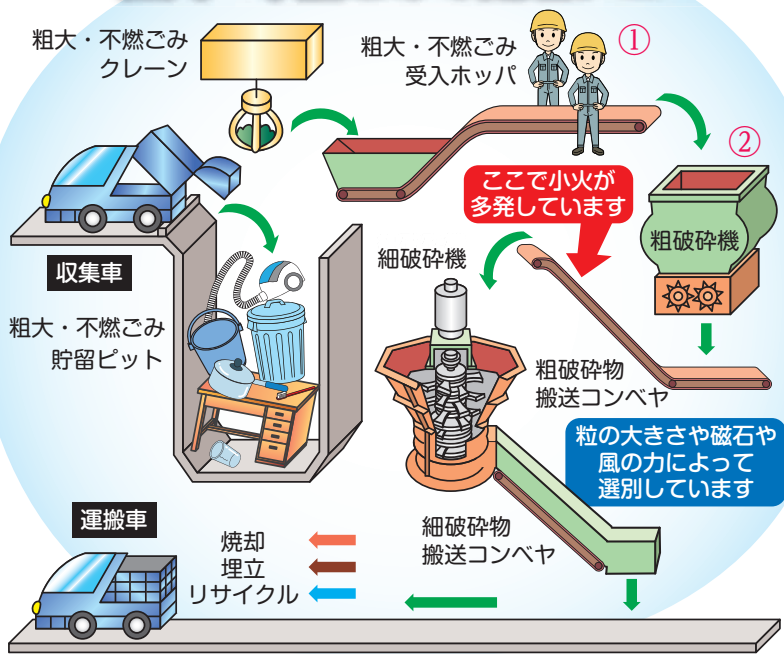 粗大・不燃ごみ
クレーン
粗大・不燃ごみ
受入ホッパ
①
②
ここで小火が
多発しています
粗破砕機
収集車
細破砕機
粗大・不燃ごみ
貯留ピット
粗破砕物
搬送コンベヤ
粒の大きさや磁石や
風の力によって
選別しています
運搬車
細破砕物
搬送コンベヤ
焼却
埋立
リサイクル